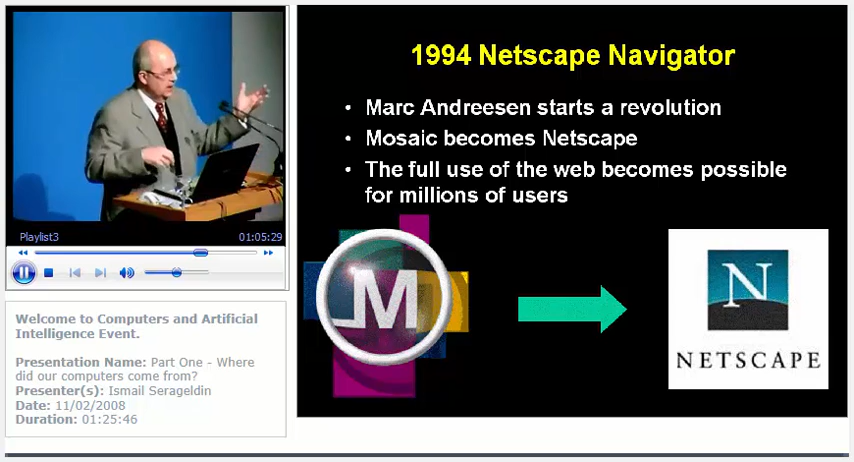 1994 Netscape Navigator
• Marc Andreesen starts a revolution
• Mosaic becomes Netscape
• The full use of the web becomes possible
for millions of users
M
N
NETSCAPE
Playlist3 01:05:29
Welcome to Computers and Artificial
Intelligence Event.
Presentation Name: Part One - Where
did our computers come from?
Presenter(s): Ismail Serageldin
Date: 11/02/2008
Duration: 01:25:46